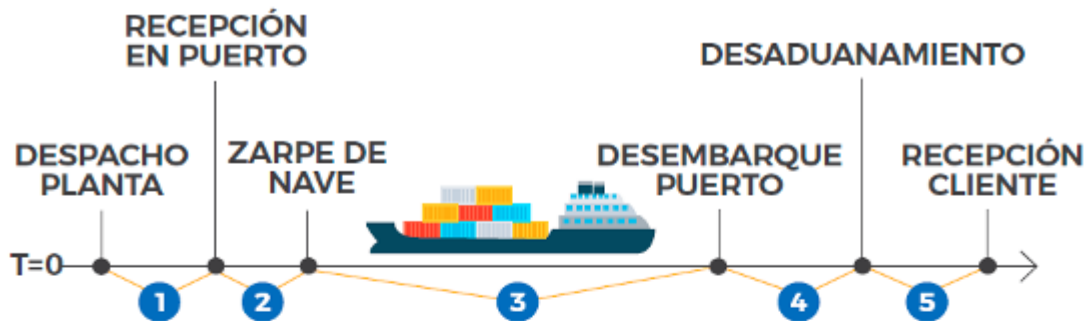 RECEPCIÓN
EN PUERTO
DESADUANAMIENTO
DESPACHO
PLANTA
ZARPE DE
NAVE
DESEMBARQUE
PUERTO
RECEPCIÓN
CLIENTE
T=0
1
2
3
4
5